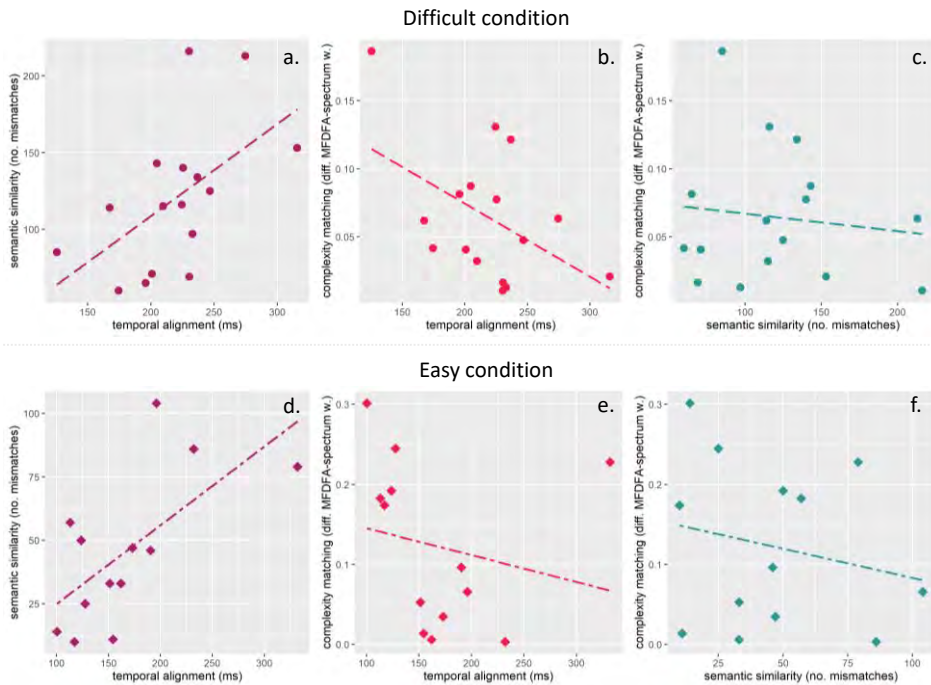 Difficult condition
a.
semantic similarity (no. mismatches)
200
150
100
150
200
250
300
temporal alignment (ms)
b.
complexity matching (diff. MFDFA-spectrum w.)
0.15
0.10
0.05
150
200
250
300
temporal alignment (ms)
c.
complexity matching (diff. MFDFA-spectrum w.)
0.15
0.10
0.05
100
150
200
semantic similarity (no. mismatches)
Easy condition
d.
semantic similarity (no. mismatches)
100
75
50
25
100
150
200
250
300
temporal alignment (ms)
e.
complexity matching (diff. MFDFA-spectrum w.)
0.3
0.2
0.1
0.0
100
150
200
250
300
temporal alignment (ms)
f.
complexity matching (diff. MFDFA-spectrum w.)
0.3
0.2
0.1
0.0
25
50
75
100
semantic similarity (no. mismatches)